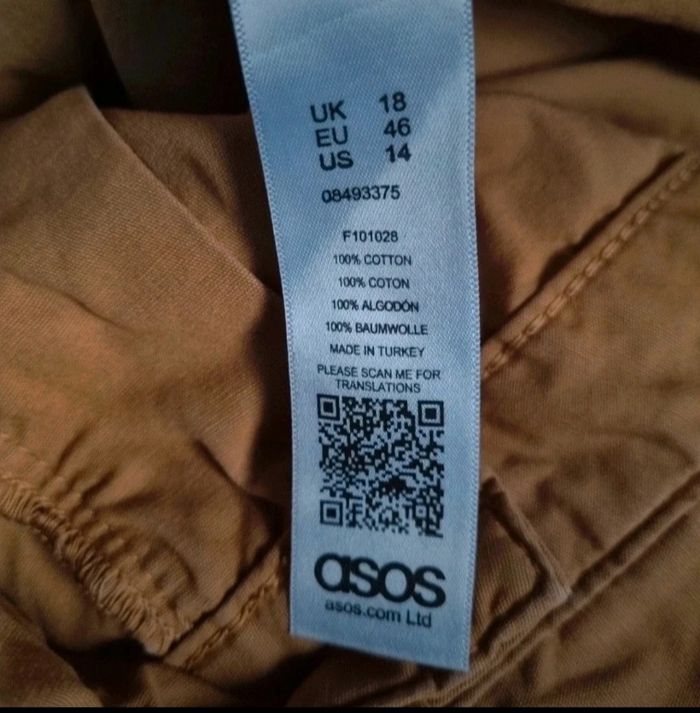 UK 18
EU 46
US 14
08493375
F101028
100% COTTON
100% COTON
100% ALGODÓN
100% BAUMWOLLE
MADE IN TURKEY
PLEASE SCAN ME FOR
TRANSLATIONS
asos
asos.com Ltd